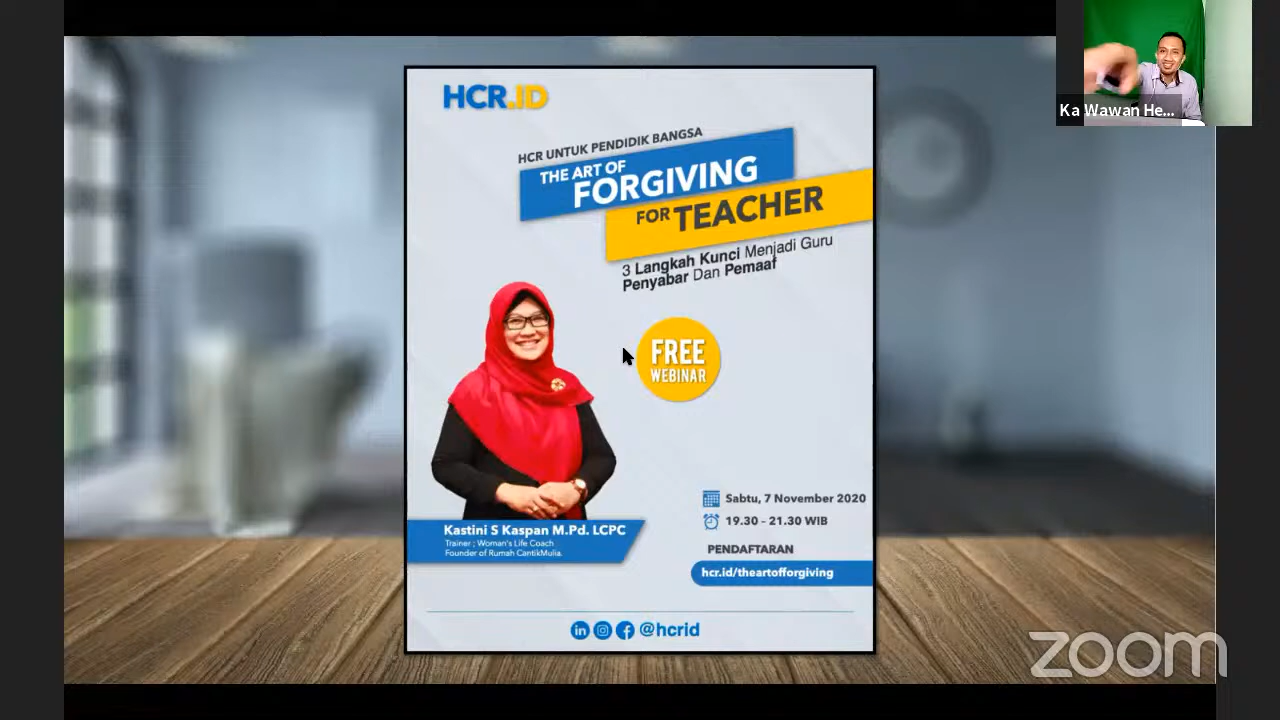 HCR.ID
HCR UNTUK PENDIDIK BANGSA
THE ART OF
FORGIVING
FOR TEACHER
3 Langkah Kunci Menjadi Guru
Penyabar Dan Pemaaf
FREE
WEBINAR
Kastini S Kaspan M.Pd. LCPC
Trainer ; Woman's Life Coach
Founder of Rumah CantikMulia.
Sabtu, 7 November 2020
19.30 - 21.30 WIB
PENDAFTARAN
hcr.id/theartofforgiving
in f @hcrid
Ka Wawan He...
zoom